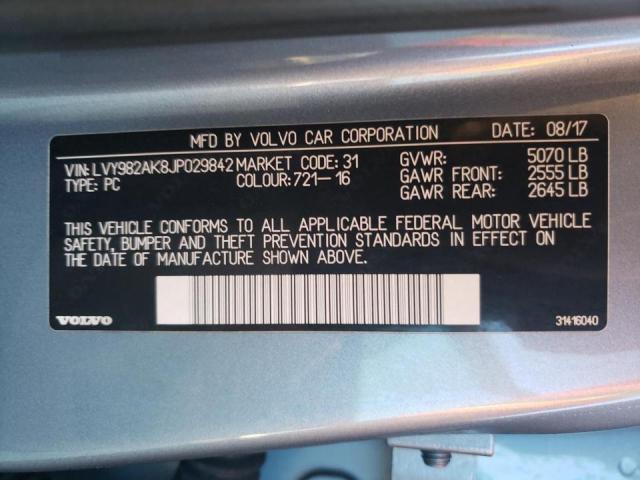 MFD BY VOLVO CAR CORPORATION DATE: 08/17
VIN: LVY982AK8JP029842 MARKET CODE: 31 GVWR: 5070 LB
TYPE: PC COLOUR: 721-16 GAWR FRONT: 2555 LB
GAWR REAR: 2645 LB
THIS VEHICLE CONFORMS TO ALL APPLICABLE FEDERAL MOTOR VEHICLE
SAFETY, BUMPER AND THEFT PREVENTION STANDARDS IN EFFECT ON
THE DATE OF MANUFACTURE SHOWN ABOVE.
VOLVO 31416040